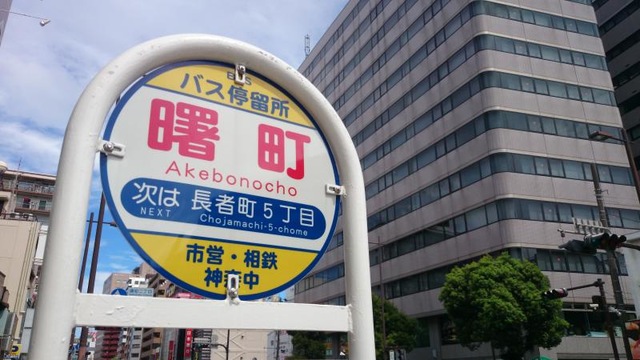 BUS
バス停留所
曙町
Akebonocho
次は 長者町5丁目
NEXT Chojamachi-5-chome
市営・相鉄
神奈中